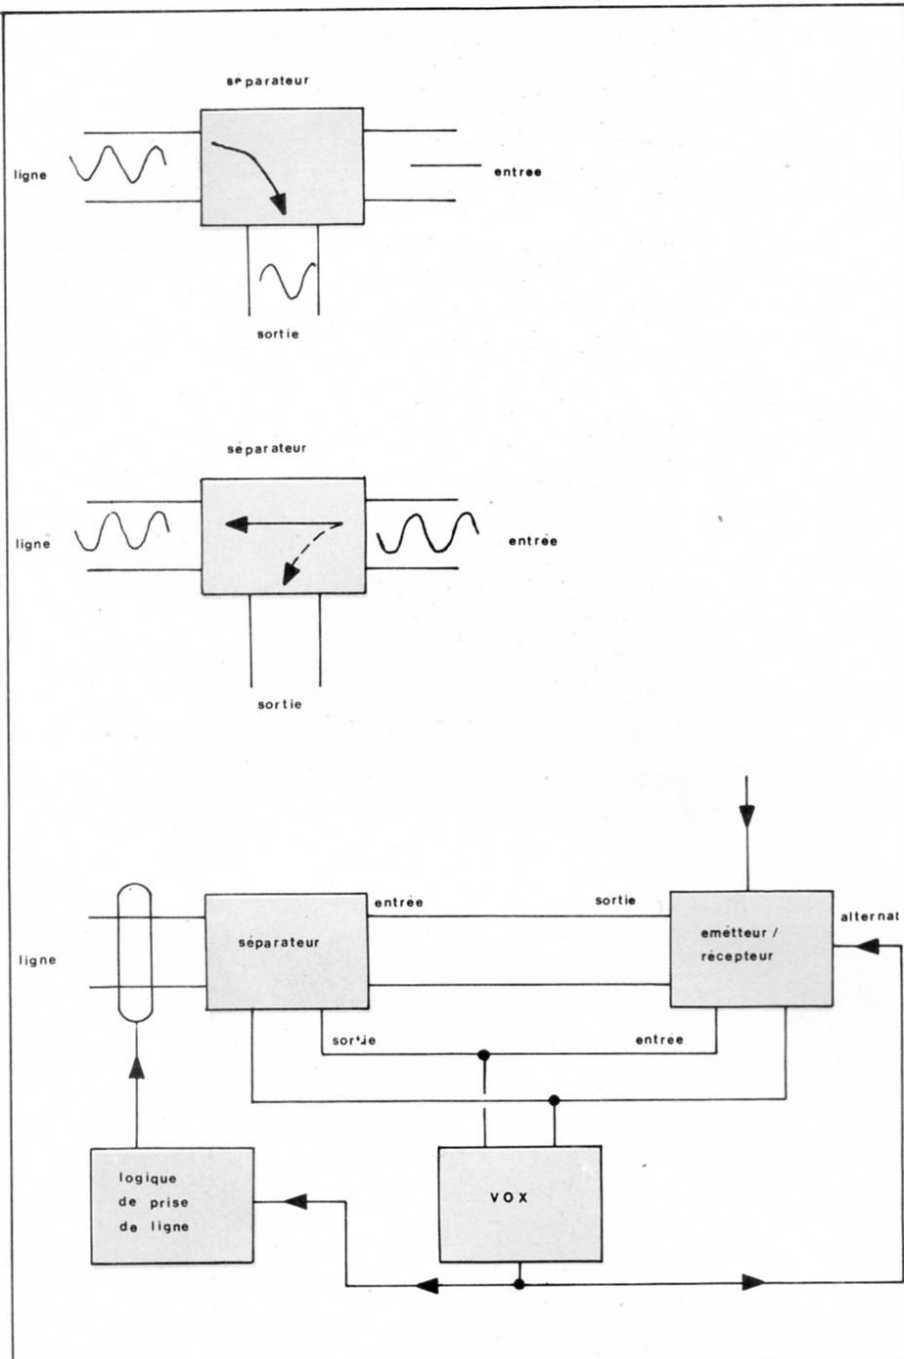 séparateur
ligne
entrée
sortie
séparateur
ligne
entrée
sortie
entrée
sortie
alternat
séparateur
emétteur /
récepteur
ligne
sortie
entrée
logique
de prise
de ligne
VOX